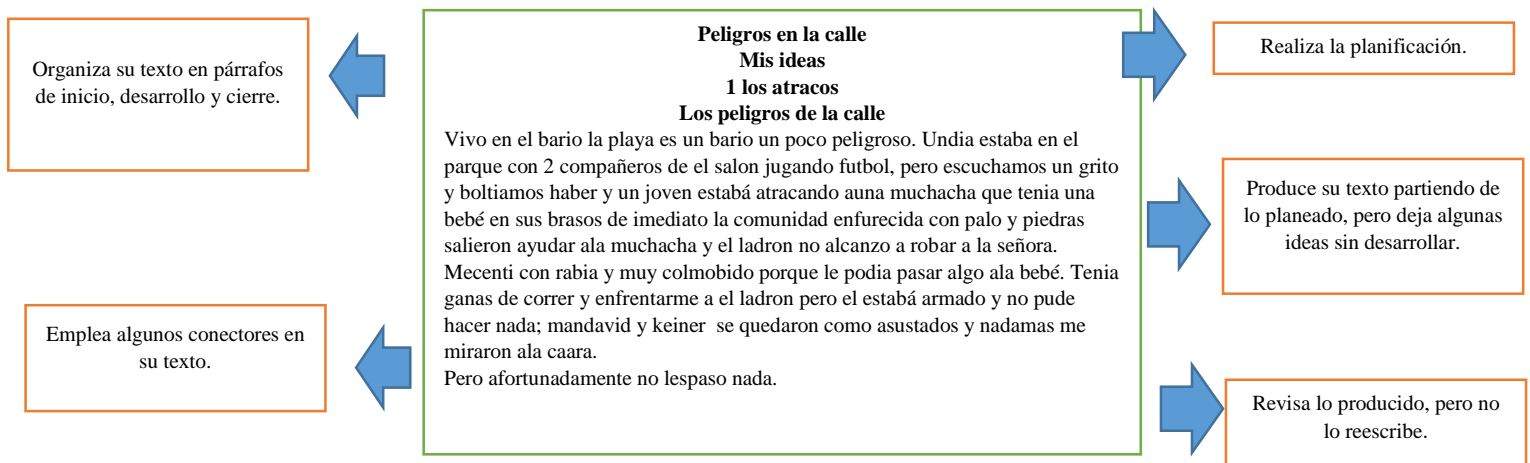 Organiza su texto en párrafos
de inicio, desarrollo y cierre.
Emplea algunos conectores en
su texto.
Peligros en la calle
Mis ideas
1 los atracos
Los peligros de la calle
Vivo en el bario la playa es un bario un poco peligroso. Undia estaba en el
parque con 2 compañeros de el salon jugando futbol, pero escuchamos un grito
y boltiamos haber y un joven estabá atracando auna muchacha que tenia una
bebé en sus brasos de imediato la comunidad enfurecida con palo y piedras
salieron ayudar ala muchacha y el ladron no alcanzo a robar a la señora.
Mecenti con rabia y muy colmobido porque le podia pasar algo ala bebé. Tenia
ganas de correr y enfrentarme a el ladron pero el estabá armado y no pude
hacer nada; mandavid y keiner se quedaron como asustados y nadamas me
miraron ala caara.
Pero afortunadamente no lespaso nada.
Realiza la planificación.
Produce su texto partiendo de
lo planeado, pero deja algunas
ideas sin desarrollar.
Revisa lo producido, pero no
lo reescribe.